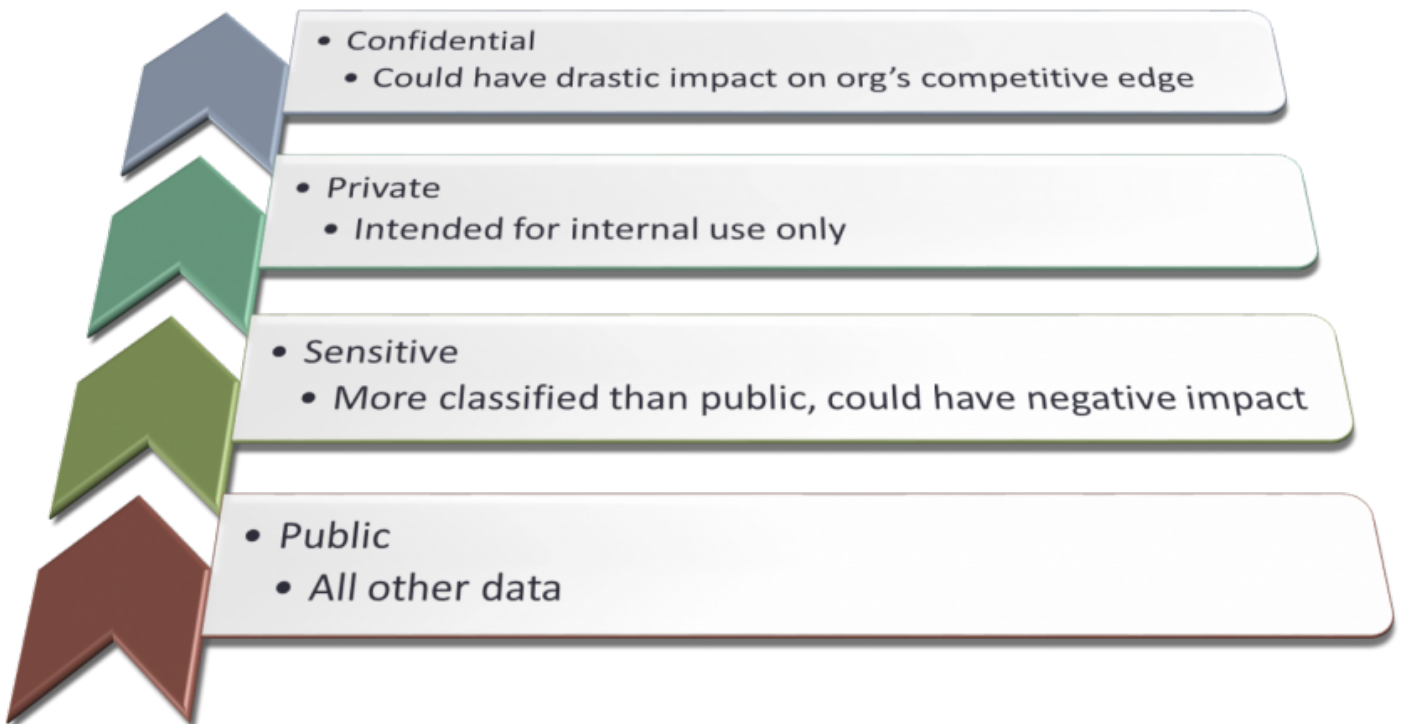 • Confidential
• Could have drastic impact on org's competitive edge
• Private
• Intended for internal use only
• Sensitive
• More classified than public, could have negative impact
• Public
• All other data